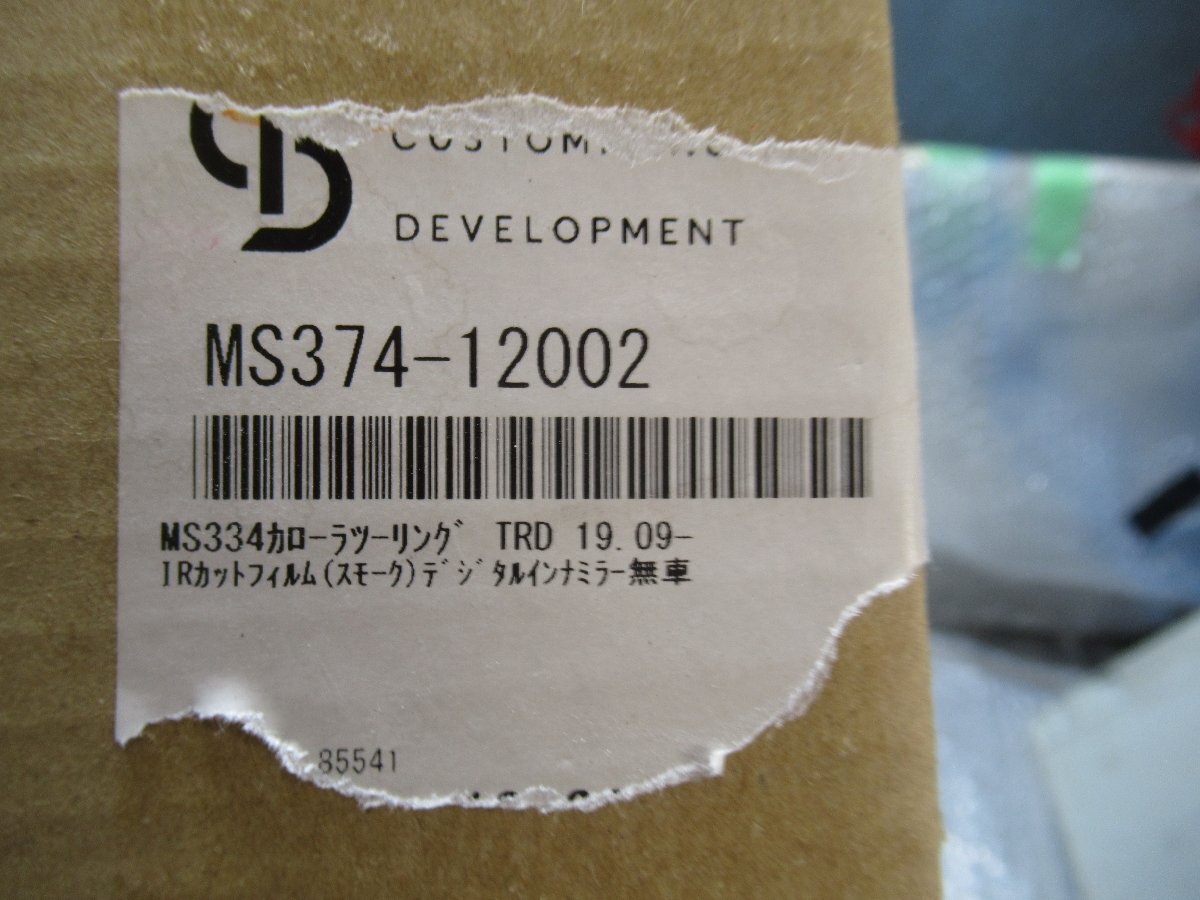 DEVELOPMENT
MS374-12002
MS334カローラツーリング TRD 19.09-
IRカットフィルム(スモーク)デジタルインナミラー無車
85541